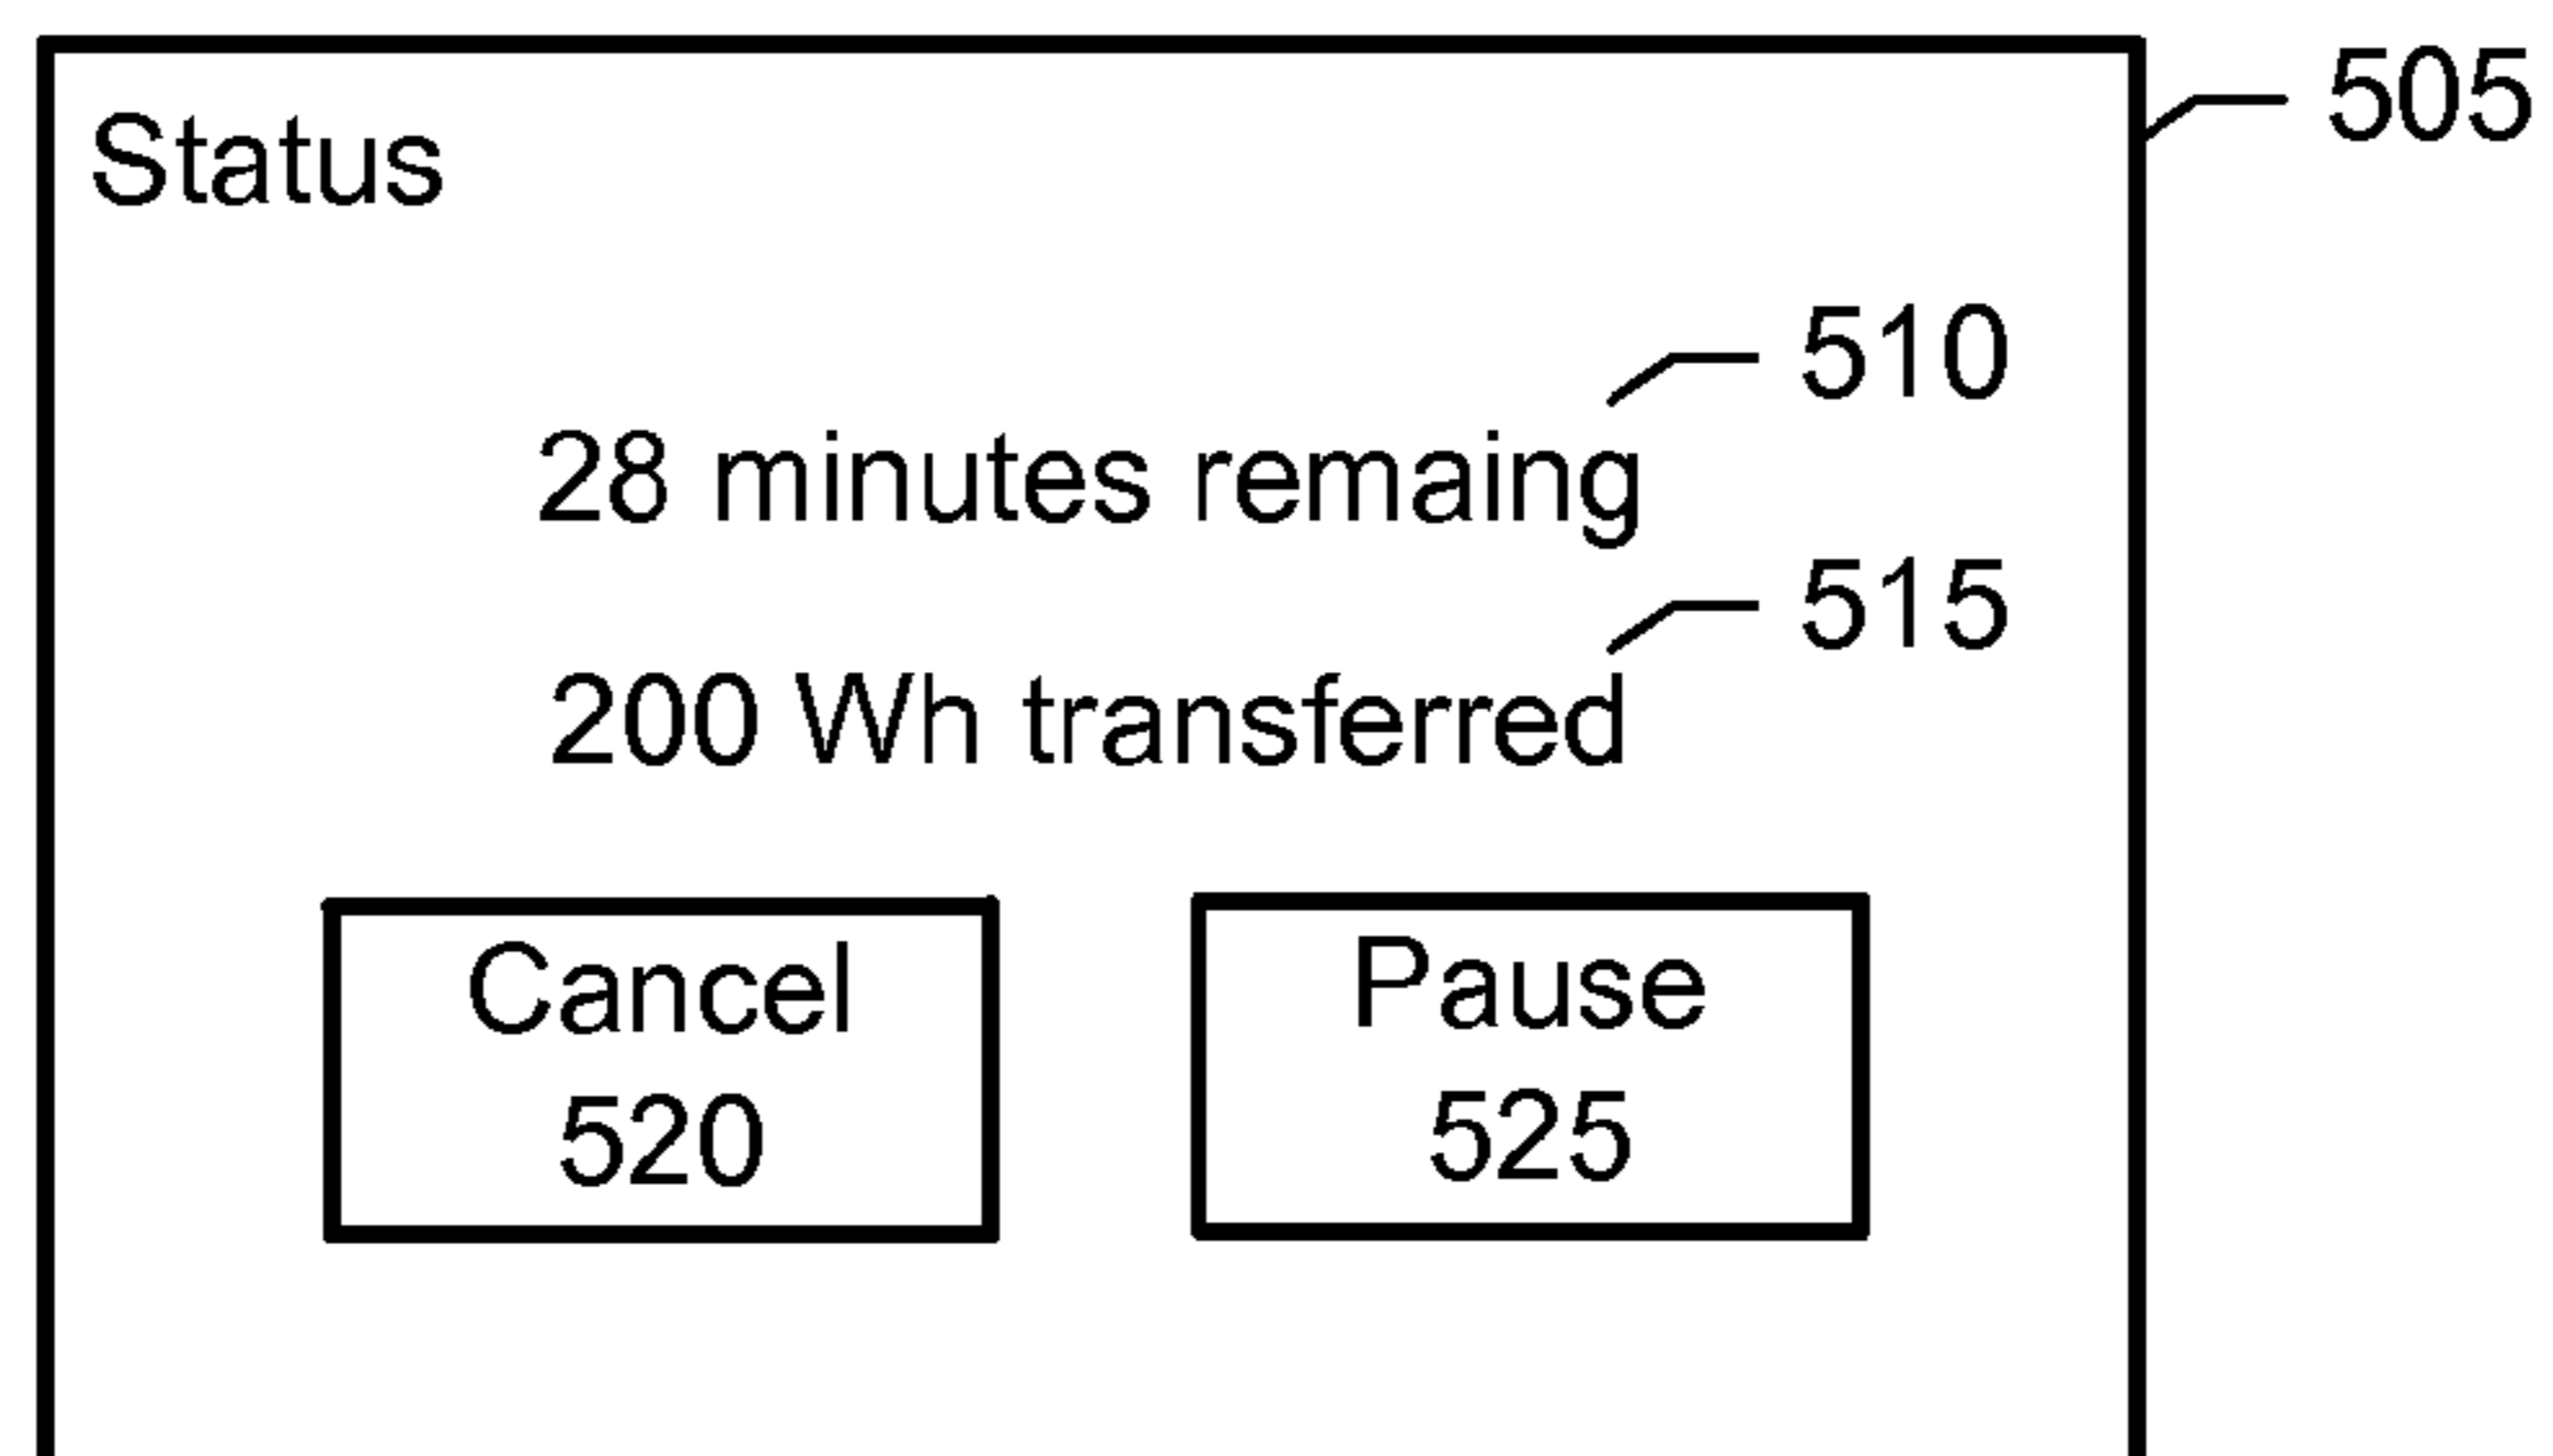 505
Status
510
28 minutes remaing
515
200 Wh transferred
Cancel
520
Pause
525